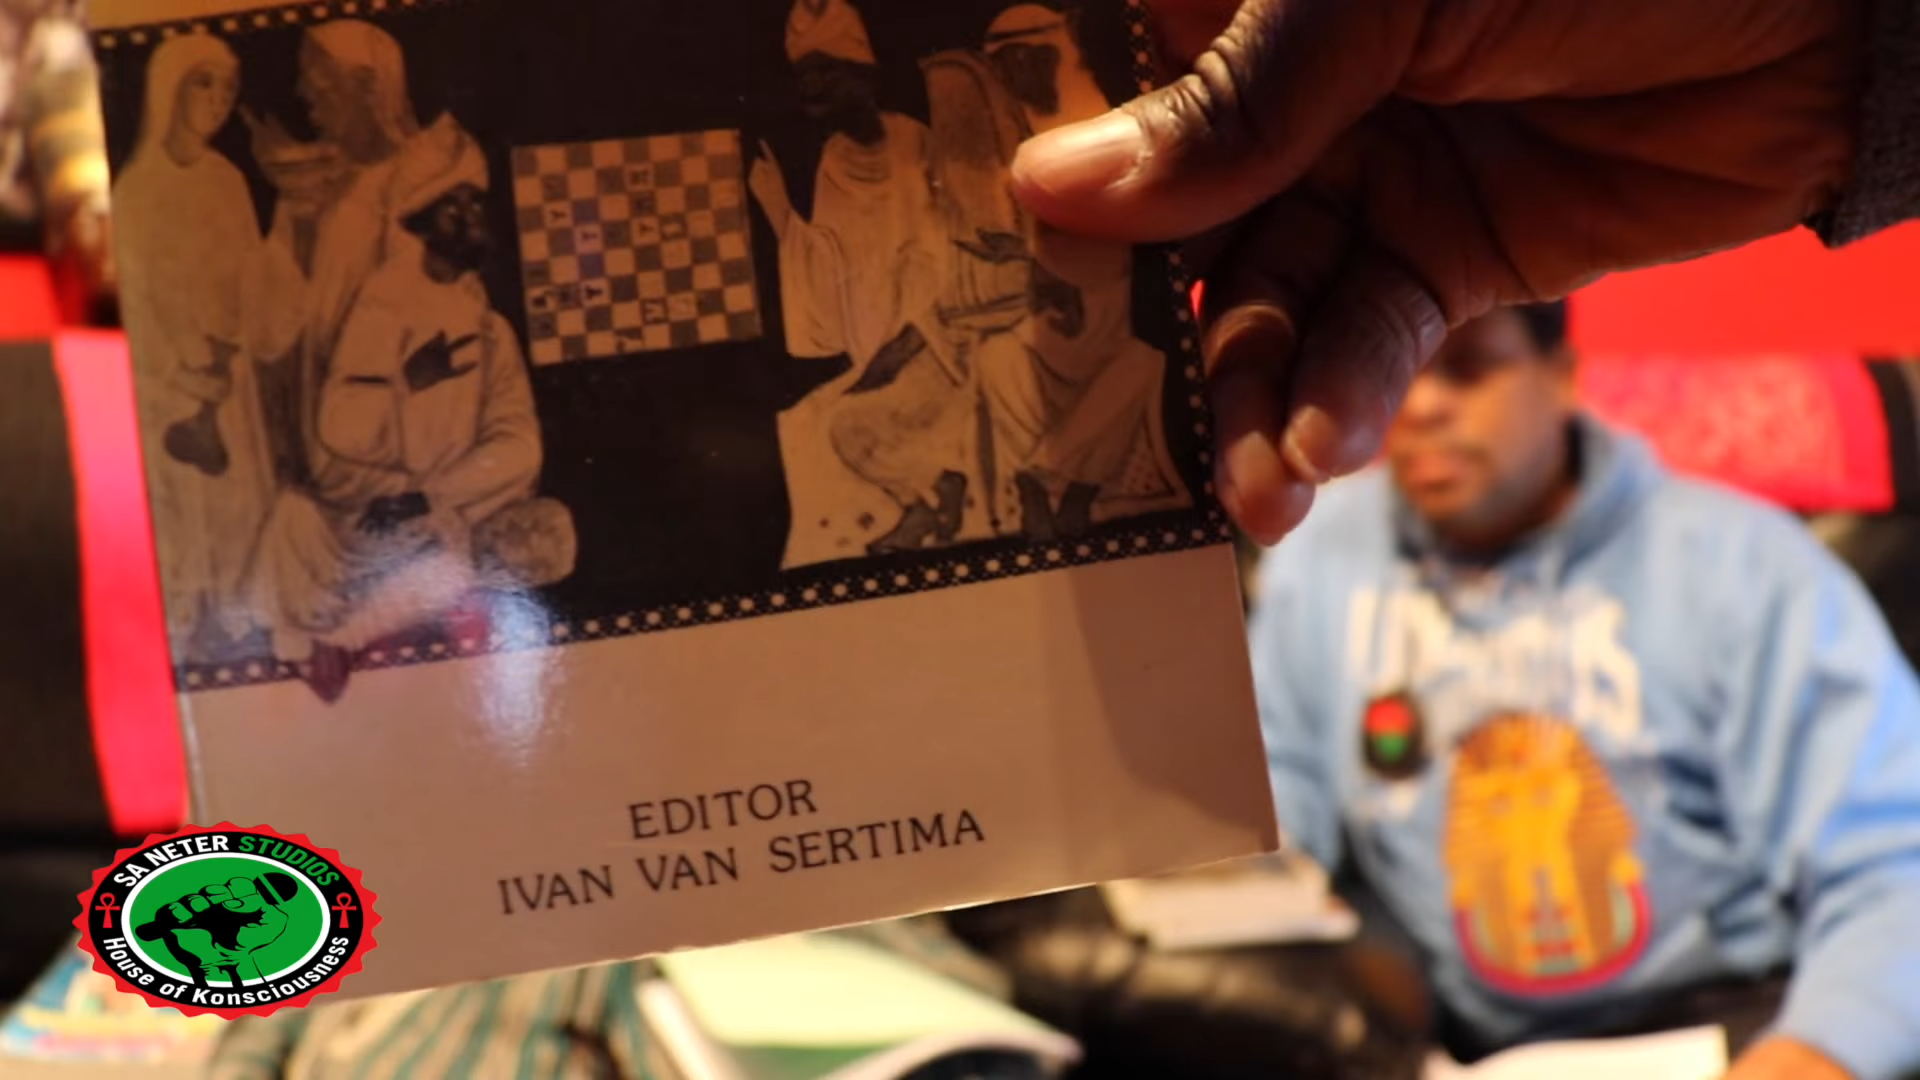 EDITOR
IVAN VAN SERTIMA
SA NETER STUDIOS
House of Konsciousness